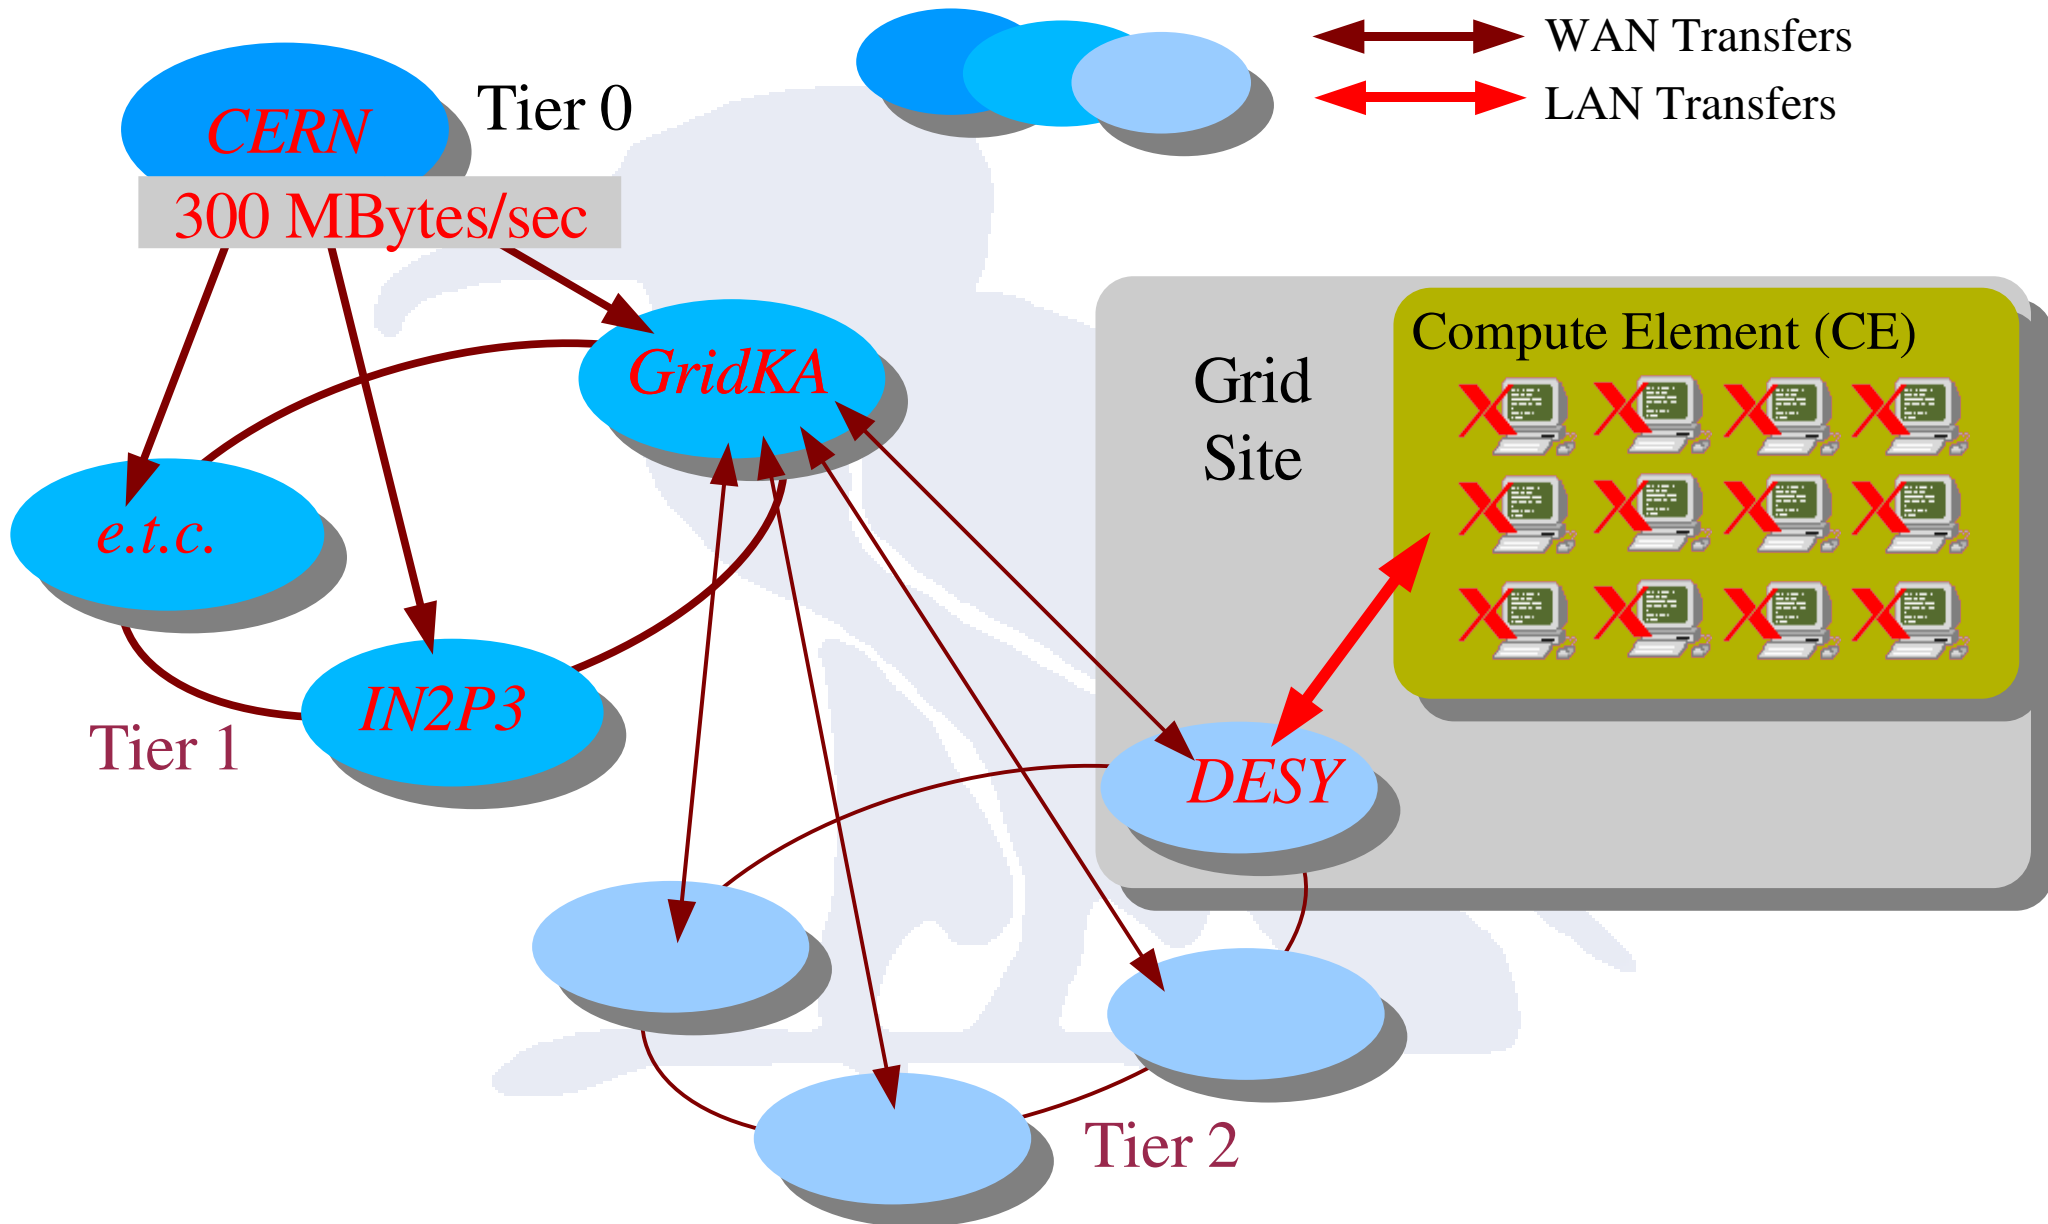 WAN Transfers
LAN Transfers
CERN
Tier 0
300 MBytes/sec
Compute Element (CE)
Grid
Site
GridKA
e.t.c.
IN2P3
Tier 1
DESY
Tier 2